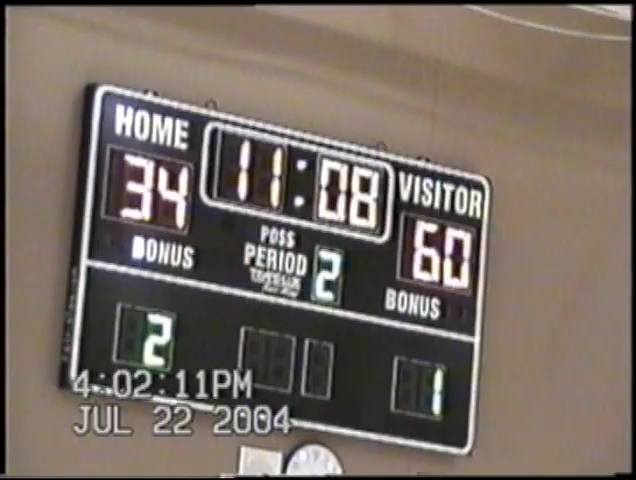 HOME
11:08
VISITOR
34
60
POSS
BONUS
PERIOD
2
BONUS
2
1
4:02:11PM
JUL 22 2004